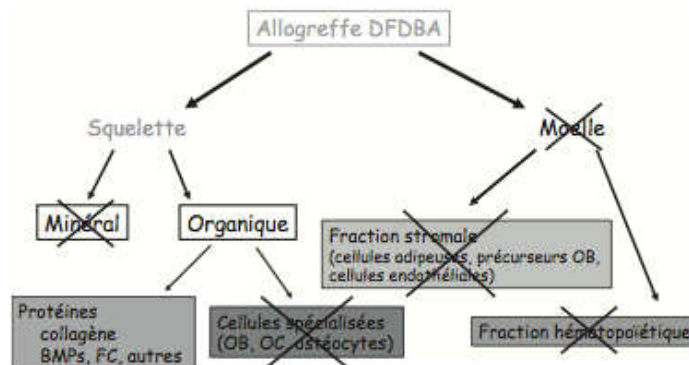 Allogreffe DFDBA
Squelette
Moelle
Minéral
Organique
Fraction stromale
(cellules adipeuses, précurseurs OB,
cellules endothéliales)
Protéines
collagène
BMPs, FC, autres
Cellules spécialisées
(OB, OC, ostéocytes)
Fraction hématopoïétique